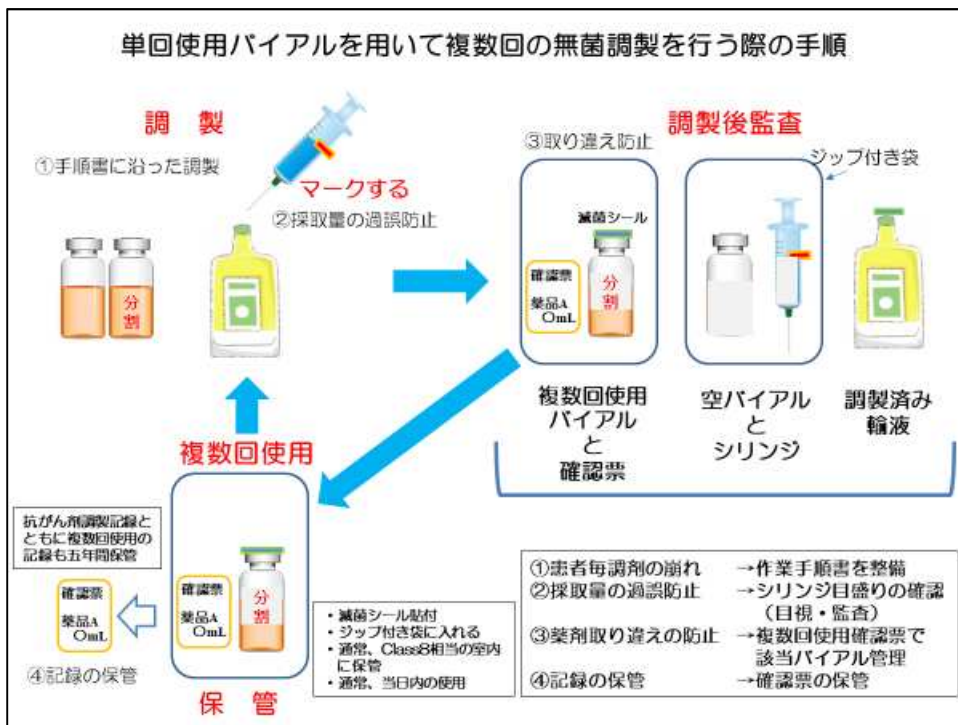 単回使用バイアルを用いて複数回の無菌調製を行う際の手順
調 製
①手順書に沿った調製
マークする
②採取量の過誤防止
分割
調製後監査
③取り違え防止
ジップ付き袋
滅菌シール
確認票
薬品A
〇mL
分割
複数回使用
バイアル
と
確認票
空バイアル
と
シリンジ
調製済み
輸液
複数回使用
抗がん剤調製記録と
ともに複数回使用の
記録も五年間保管
確認票
薬品A
〇mL
④記録の保管
確認票
薬品A
〇mL
分割
保 管
・滅菌シール貼付
・ジップ付き袋に入れる
・通常、Class8相当の室内
に保管
・通常、当日内の使用
①患者毎調剤の崩れ →作業手順書を整備
②採取量の過誤防止 →シリンジ目盛りの確認
（目視・監査）
③薬剤取り違えの防止 →複数回使用確認票で
該当バイアル管理
④記録の保管 →確認票の保管